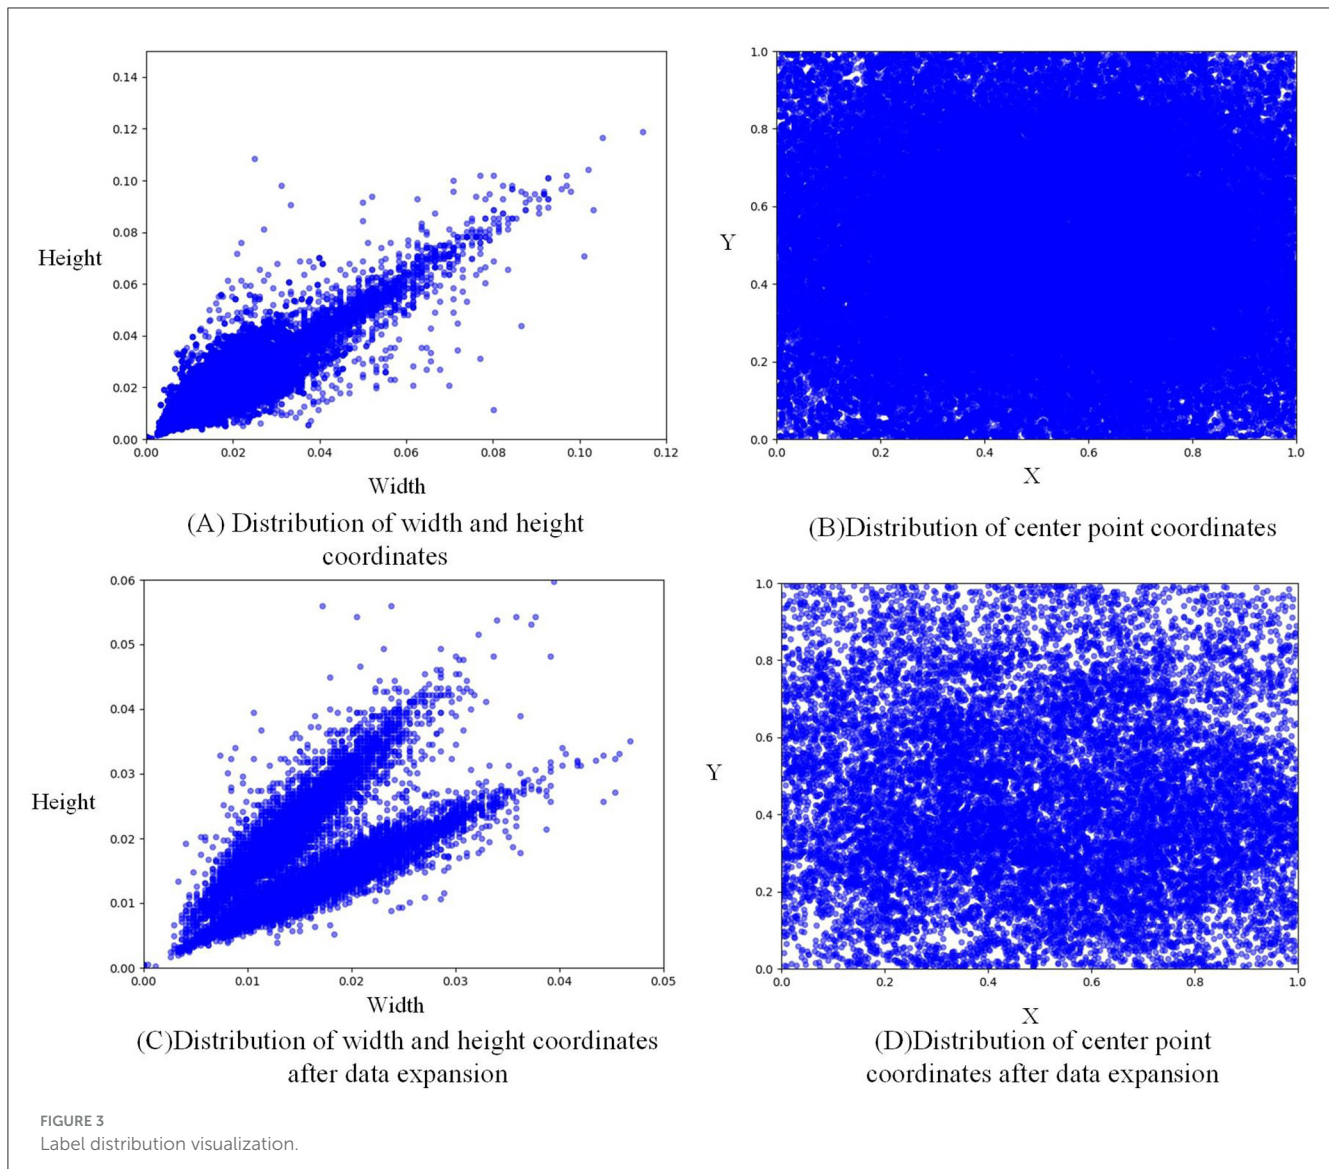 0.14
0.12
0.10
0.08
Height
0.06
0.04
0.02
0.00
0.00 0.02 0.04 0.06 0.08 0.10 0.12
Width
(A) Distribution of width and height
coordinates
1.0
0.8
0.6
Y
0.4
0.2
0.0
0.0 0.2 0.4 0.6 0.8 1.0
X
(B)Distribution of center point coordinates
0.06
0.05
0.04
0.03
Height
0.02
0.01
0.00
0.00 0.01 0.02 0.03 0.04 0.05
Width
(C)Distribution of width and height coordinates
after data expansion
1.0
0.8
0.6
Y
0.4
0.2
0.0
0.0 0.2 0.4 0.6 0.8 1.0
X
(D)Distribution of center point
coordinates after data expansion
FIGURE 3
Label distribution visualization.